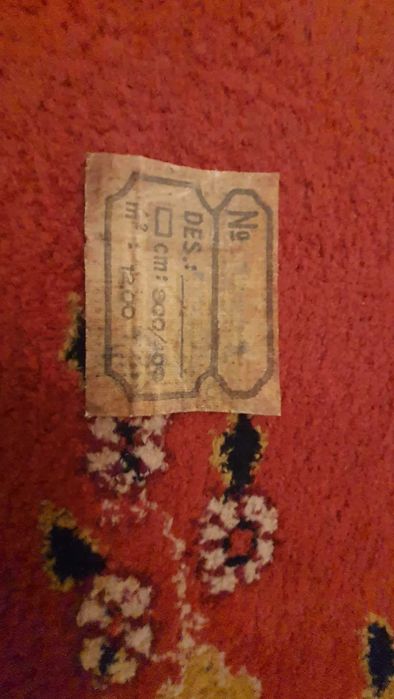 No
DES.:
□ cm: 300/400
m²: 12,00